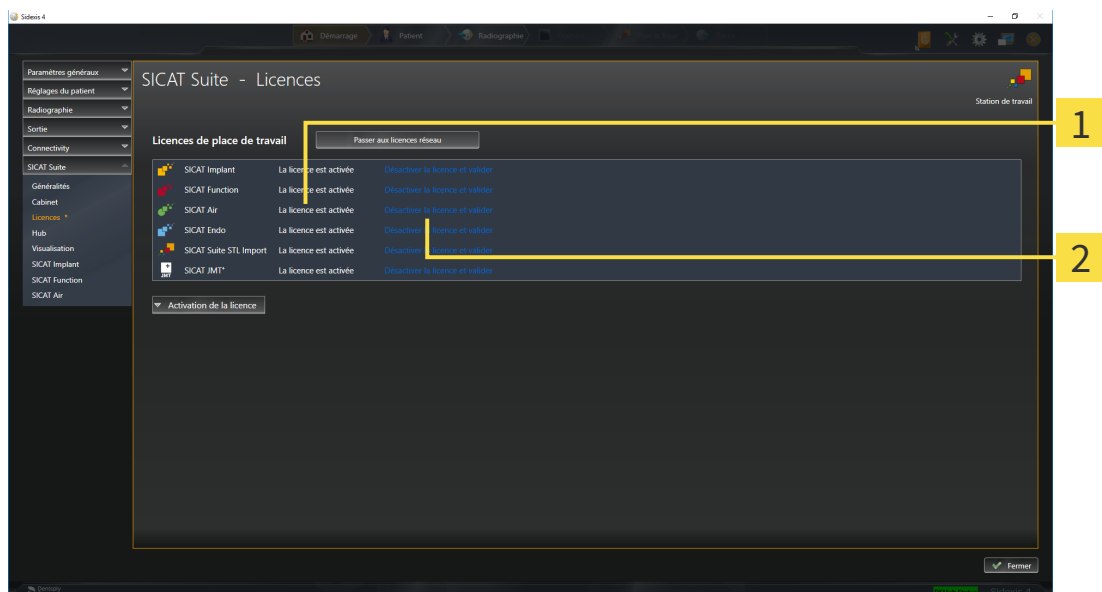 Sidexis 4
Démarrage
Patient
Radiographie
Paramètres généraux
Réglages du patient
Radiographie
Sortie
Connectivity
SICAT Suite
Généralités
Cabinet
Licences *
Hub
Visualisation
SICAT Implant
SICAT Function
SICAT Air
SICAT Suite - Licences
Station de travail
Licences de place de travail
Passer aux licences réseau
SICAT Implant La licence est activée Désactiver la licence et valider
SICAT Function La licence est activée Désactiver la licence et valider
SICAT Air La licence est activée Désactiver la licence et valider
SICAT Endo La licence est activée Désactiver la licence et valider
SICAT Suite STL Import La licence est activée Désactiver la licence et valider
JMT SICAT JMT+ La licence est activée Désactiver la licence et valider
Activation de la licence
1
2
Fermer
Dentsply
Sidexis 4